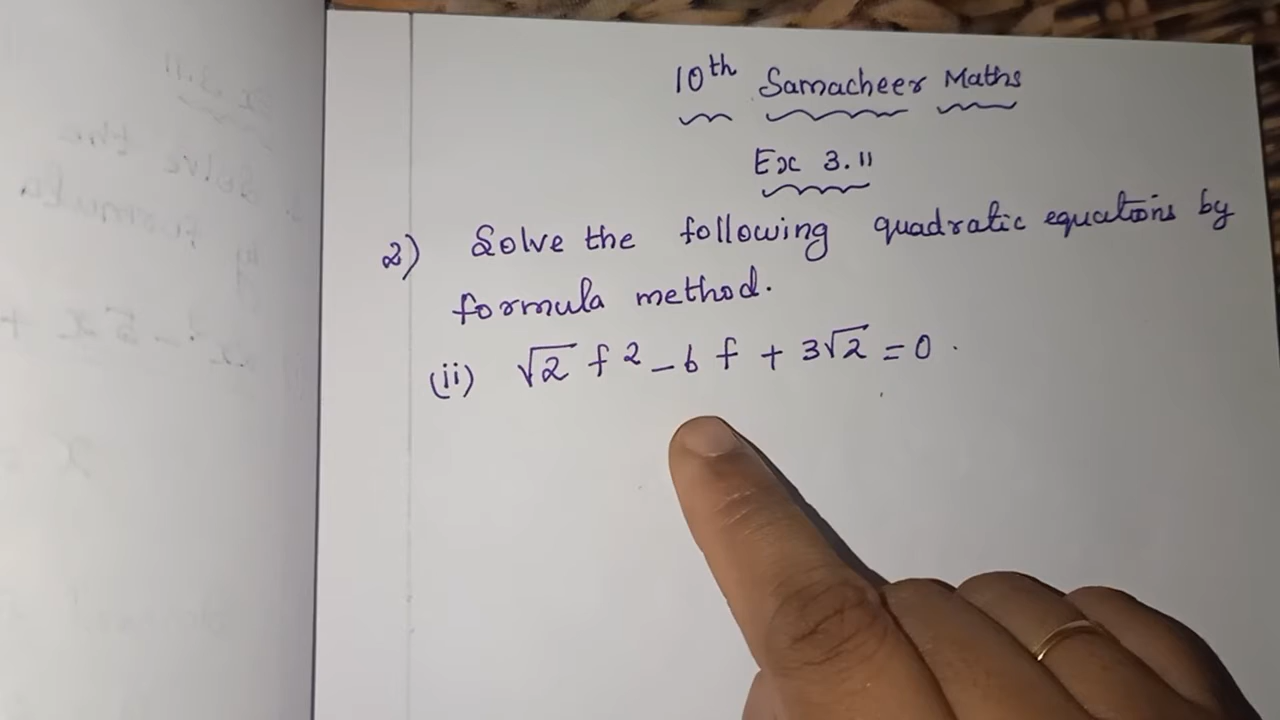 10th Samacheer Maths
Ex 3.11
2) Solve the following quadratic equations by
formula method.
(ii) √2 f² - 6 f + 3√2 = 0.